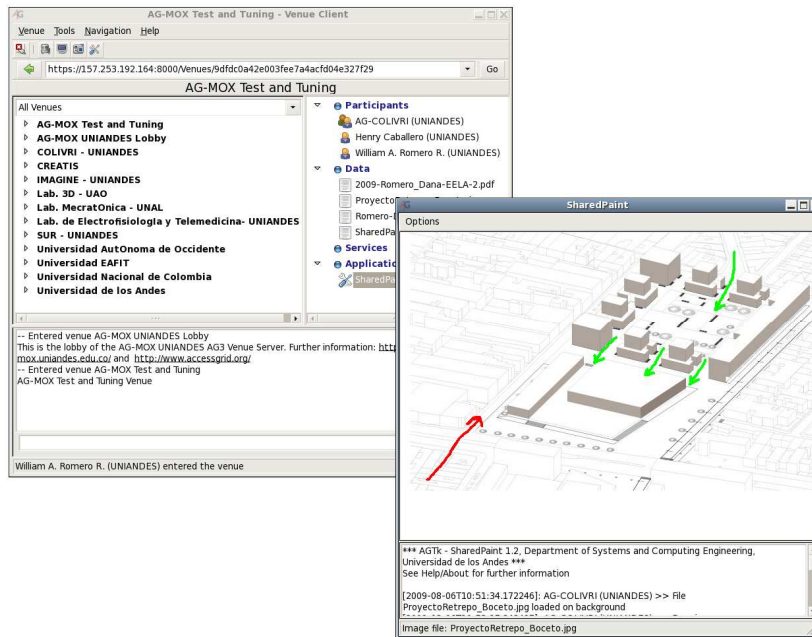 AG-MOX Test and Tuning - Venue Client
Venue Tools Navigation Help
https://157.253.192.164:8000/Venues/9dfdc0a42e003fee7a4acfd04e327f29
Go
AG-MOX Test and Tuning
All Venues
AG-MOX Test and Tuning
AG-MOX UNIANDES Lobby
COLIVRI - UNIANDES
CREATIS
IMAGINE - UNIANDES
Lab. 3D - UAO
Lab. MecratOnica - UNAL
Lab. de Electrofisiologla y Telemedicina- UNIANDES
SUR - UNIANDES
Universidad AutOnoma de Occidente
Universidad EAFIT
Universidad Nacional de Colombia
Universidad de los Andes
Participants
AG-COLIVRI (UNIANDES)
Henry Caballero (UNIANDES)
William A. Romero R. (UNIANDES)
Data
2009-Romero_Dana-EELA-2.pdf
Services
-- Entered venue AG-MOX UNIANDES Lobby
This is the lobby of the AG-MOX UNIANDES AG3 Venue Server. Further information:
mox.uniandes.edu.co/ and http://www.accessgrid.org/
-- Entered venue AG-MOX Test and Tuning
AG-MOX Test and Tuning Venue
William A. Romero R. (UNIANDES) entered the venue
SharedPaint
Options
*** AGTk - SharedPaint 1.2, Department of Systems and Computing Engineering,
Universidad de los Andes ***
See Help/About for further information
[2009-08-06T10:51:34.172246]: AG-COLIVRI (UNIANDES) >> File
ProyectoRetrepo_Boceto.jpg loaded on background
Image file: ProyectoRetrepo_Boceto.jpg